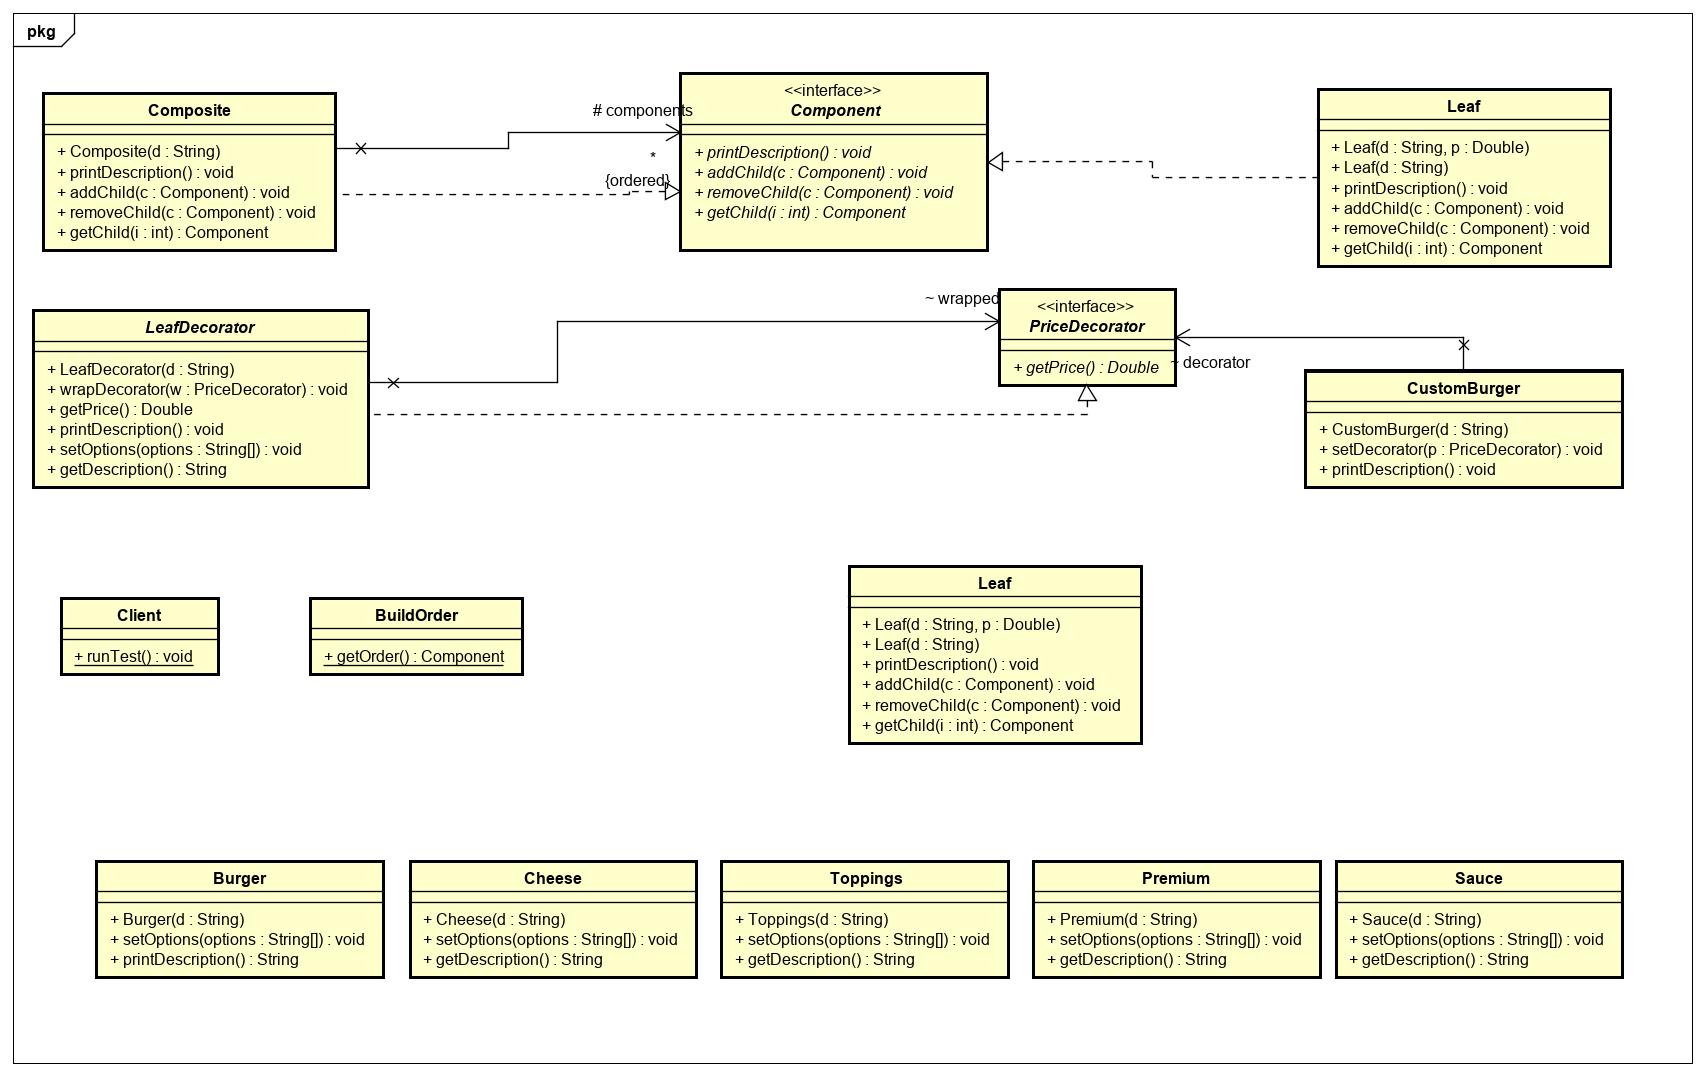 pkg
Composite
+ Composite(d : String)
+ printDescription() : void
+ addChild(c : Component) : void
+ removeChild(c : Component) : void
+ getChild(i : int) : Component
# components
*
{ordered}
<<interface>>
Component
+ printDescription() : void
+ addChild(c : Component) : void
+ removeChild(c : Component) : void
+ getChild(i : int) : Component
Leaf
+ Leaf(d : String, p : Double)
+ Leaf(d : String)
+ printDescription() : void
+ addChild(c : Component) : void
+ removeChild(c : Component) : void
+ getChild(i : int) : Component
LeafDecorator
+ LeafDecorator(d : String)
+ wrapDecorator(w : PriceDecorator) : void
+ getPrice() : Double
+ printDescription() : void
+ setOptions(options : String[]) : void
+ getDescription() : String
~ wrapped
<<interface>>
PriceDecorator
+ getPrice() : Double
~ decorator
CustomBurger
+ CustomBurger(d : String)
+ setDecorator(p : PriceDecorator) : void
+ printDescription() : void
Client
+ runTest() : void
BuildOrder
+ getOrder() : Component
Leaf
+ Leaf(d : String, p : Double)
+ Leaf(d : String)
+ printDescription() : void
+ addChild(c : Component) : void
+ removeChild(c : Component) : void
+ getChild(i : int) : Component
Burger
+ Burger(d : String)
+ setOptions(options : String[]) : void
+ printDescription() : String
Cheese
+ Cheese(d : String)
+ setOptions(options : String[]) : void
+ getDescription() : String
Toppings
+ Toppings(d : String)
+ setOptions(options : String[]) : void
+ getDescription() : String
Premium
+ Premium(d : String)
+ setOptions(options : String[]) : void
+ getDescription() : String
Sauce
+ Sauce(d : String)
+ setOptions(options : String[]) : void
+ getDescription() : String